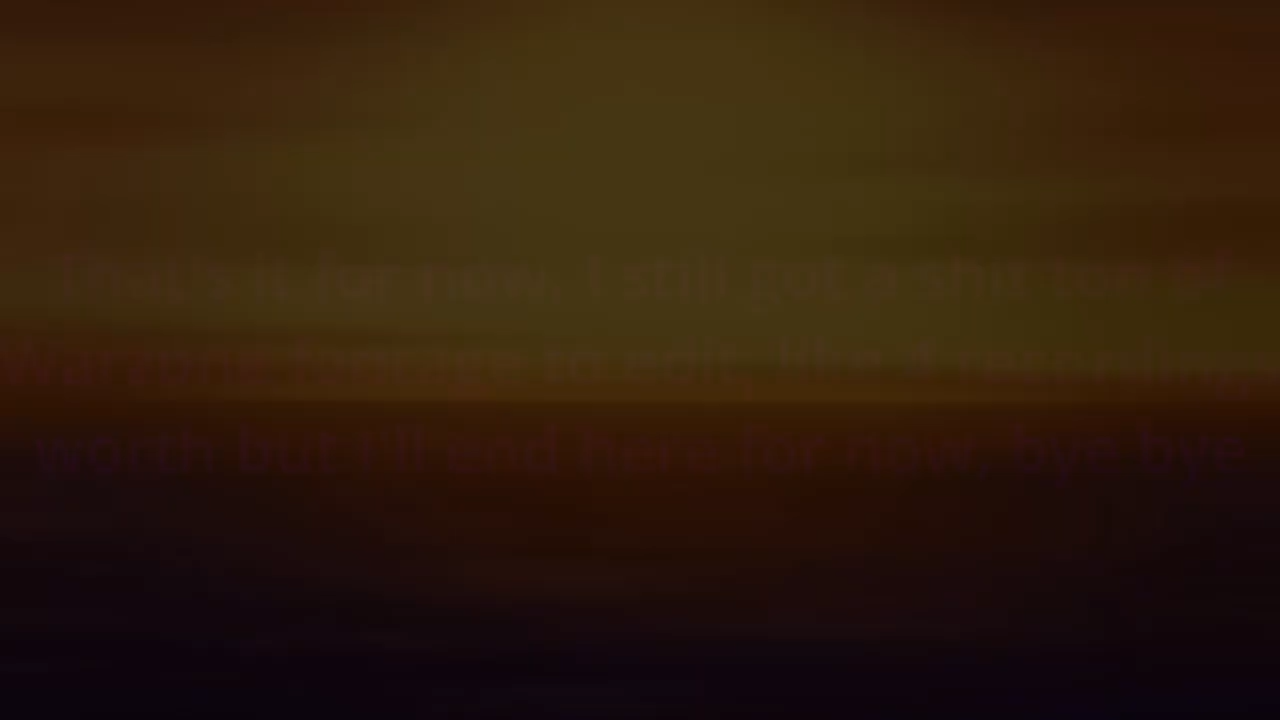 That's it for now. I still got a shit ton of
Warzone footage to edit, like 4 recordings
worth but I'll end here for now, bye bye